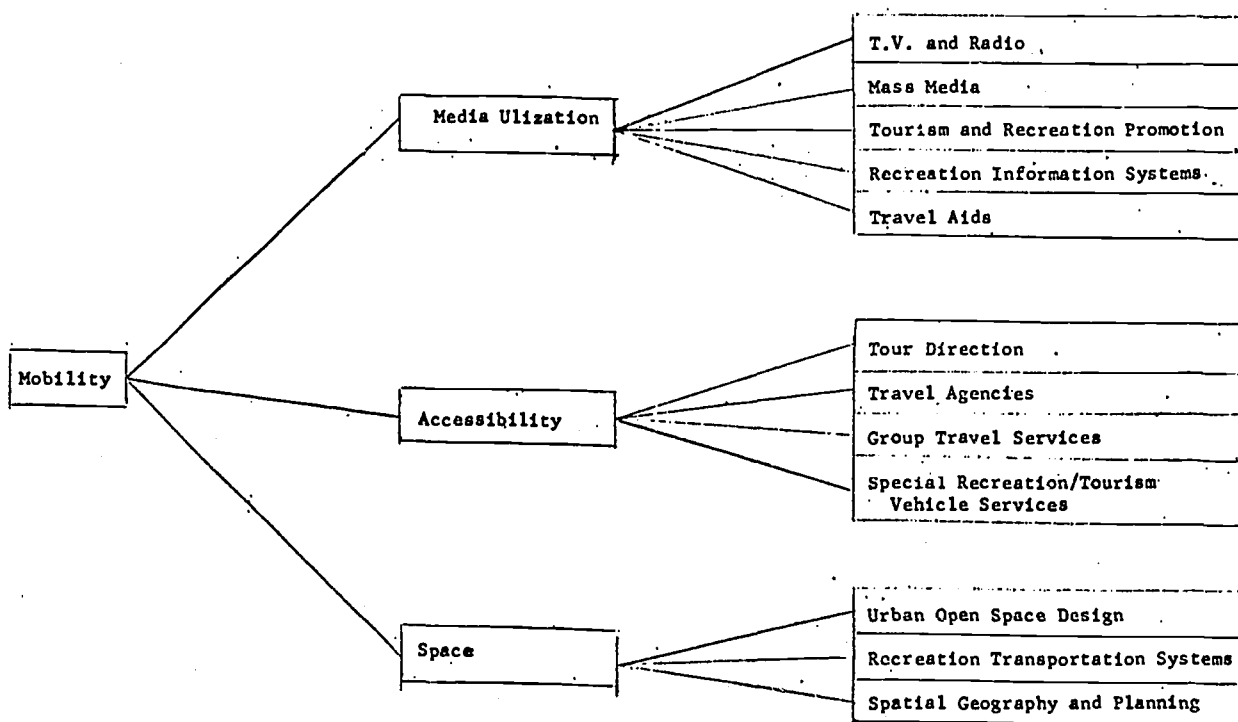 T.V. and Radio
Mass Media
Media Ulization
Tourism and Recreation Promotion
Recreation Information Systems
Travel Aids
Tour Direction
Mobility
Travel Agencies
Accessibility
Group Travel Services
Special Recreation/Tourism
Vehicle Services
Urban Open Space Design
Space
Recreation Transportation Systems
Spatial Geography and Planning